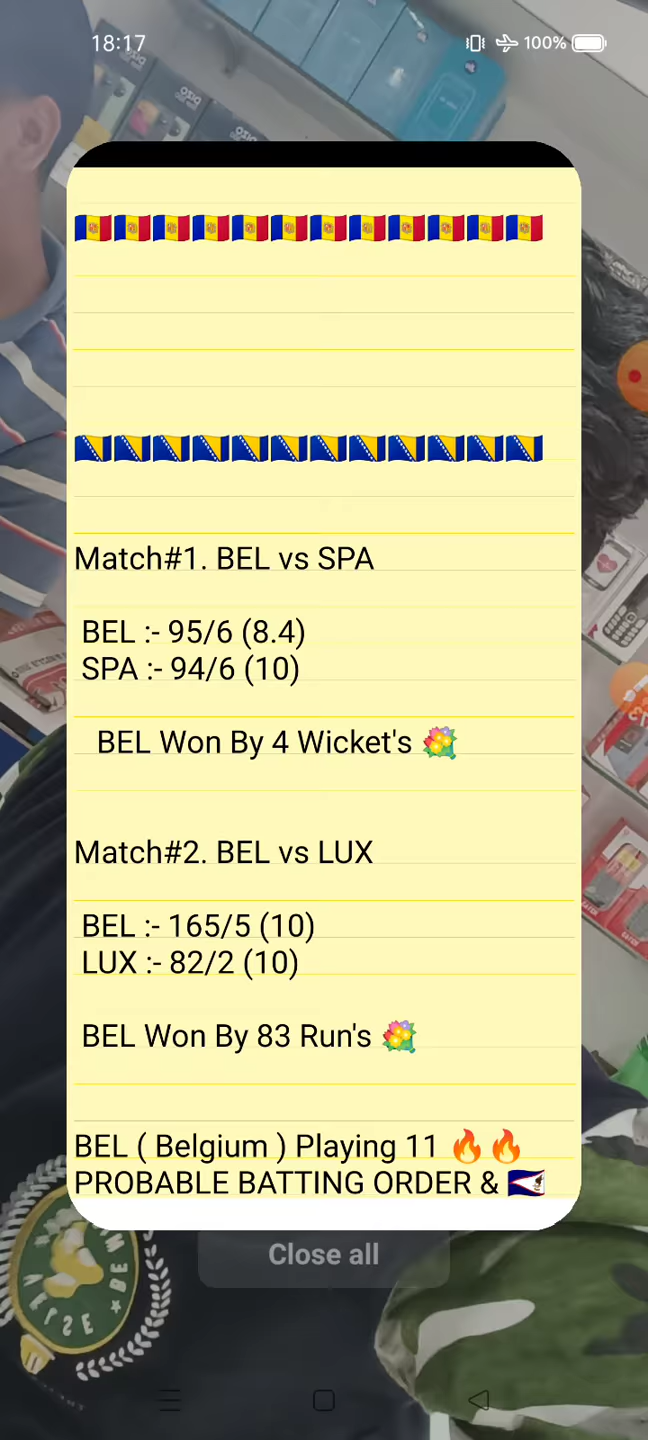 18:17
100%
🇦🇩🇦🇩🇦🇩🇦🇩🇦🇩🇦🇩🇦🇩🇦🇩🇦🇩🇦🇩🇦🇩🇦🇩
🇧🇦🇧🇦🇧🇦🇧🇦🇧🇦🇧🇦🇧🇦🇧🇦🇧🇦🇧🇦🇧🇦🇧🇦
Match#1. BEL vs SPA
BEL :- 95/6 (8.4)
SPA :- 94/6 (10)
BEL Won By 4 Wicket's 💐
Match#2. BEL vs LUX
BEL :- 165/5 (10)
LUX :- 82/2 (10)
BEL Won By 83 Run's 💐
BEL ( Belgium ) Playing 11 🔥🔥
PROBABLE BATTING ORDER & 🇦🇸
Close all